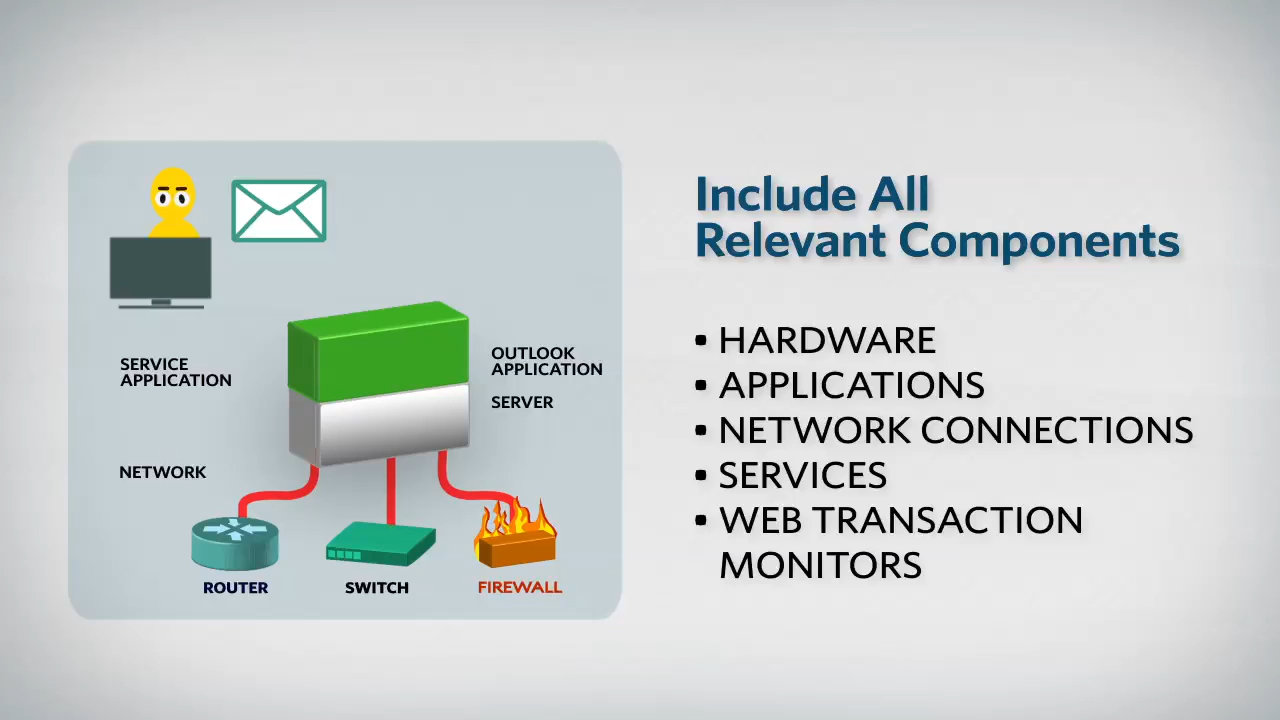 Include All
Relevant Components
• HARDWARE
• APPLICATIONS
• NETWORK CONNECTIONS
• SERVICES
• WEB TRANSACTION
MONITORS
SERVICE
APPLICATION
OUTLOOK
APPLICATION
SERVER
NETWORK
ROUTER
SWITCH
FIREWALL